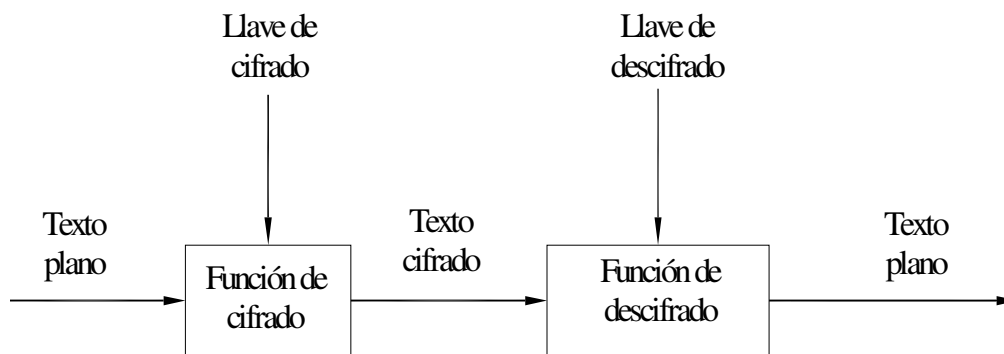 Llave de
cifrado
Llave de
descifrado
Texto
plano
Función de
cifrado
Texto
cifrado
Función de
descifrado
Texto
plano